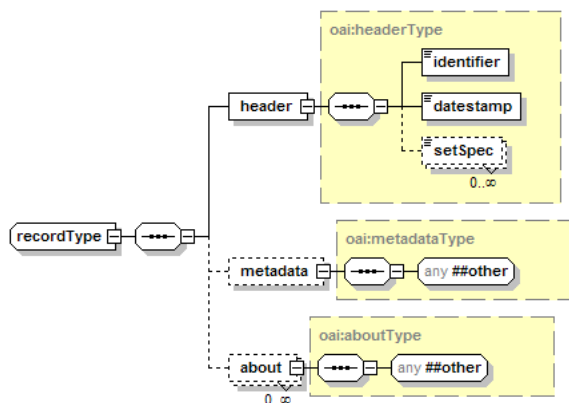 oai:headerType
identifier
header
datestamp
setSpec
0..∞
recordType
oai:metadataType
metadata
any ##other
oai:aboutType
about
any ##other
0..∞